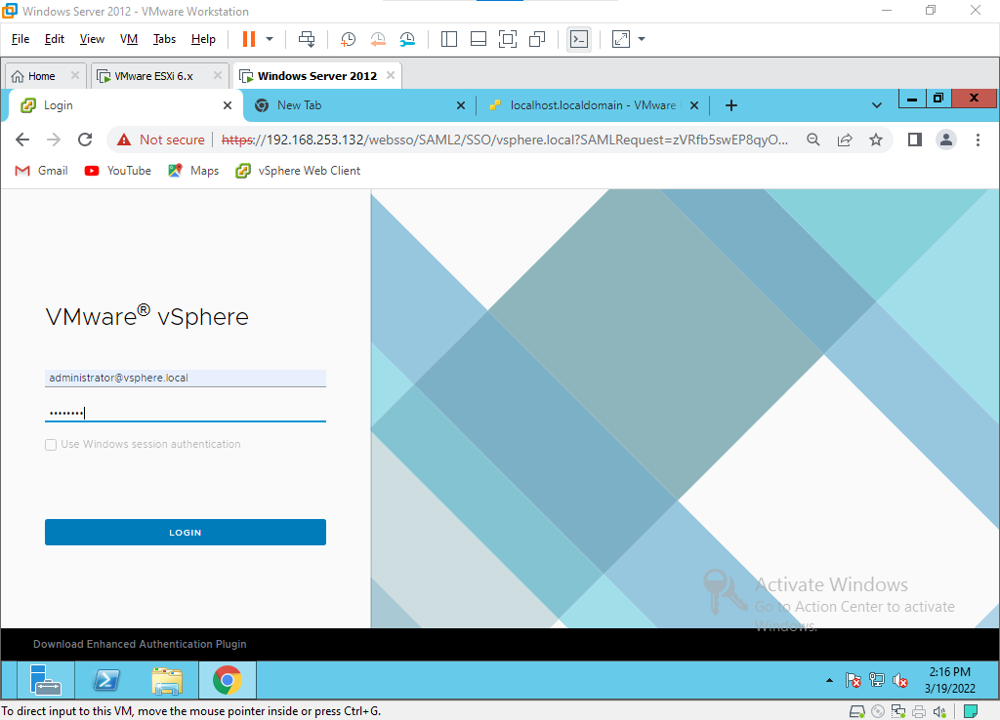 Windows Server 2012 - VMware Workstation
File Edit View VM Tabs Help
Home VMware ESXi 6.x Windows Server 2012
Login New Tab localhost.localdomain - VMware
Not secure https://192.168.253.132/websso/SAML2/SSO/vsphere.local?SAMLRequest=zVRfb5swEP8qyO...
Gmail YouTube Maps vSphere Web Client
VMware® vSphere
administrator@vsphere.local
••••••••
Use Windows session authentication
LOGIN
Activate Windows
Go to Action Center to activate
Windows.
Download Enhanced Authentication Plugin
2:16 PM
3/19/2022
To direct input to this VM, move the mouse pointer inside or press Ctrl+G.